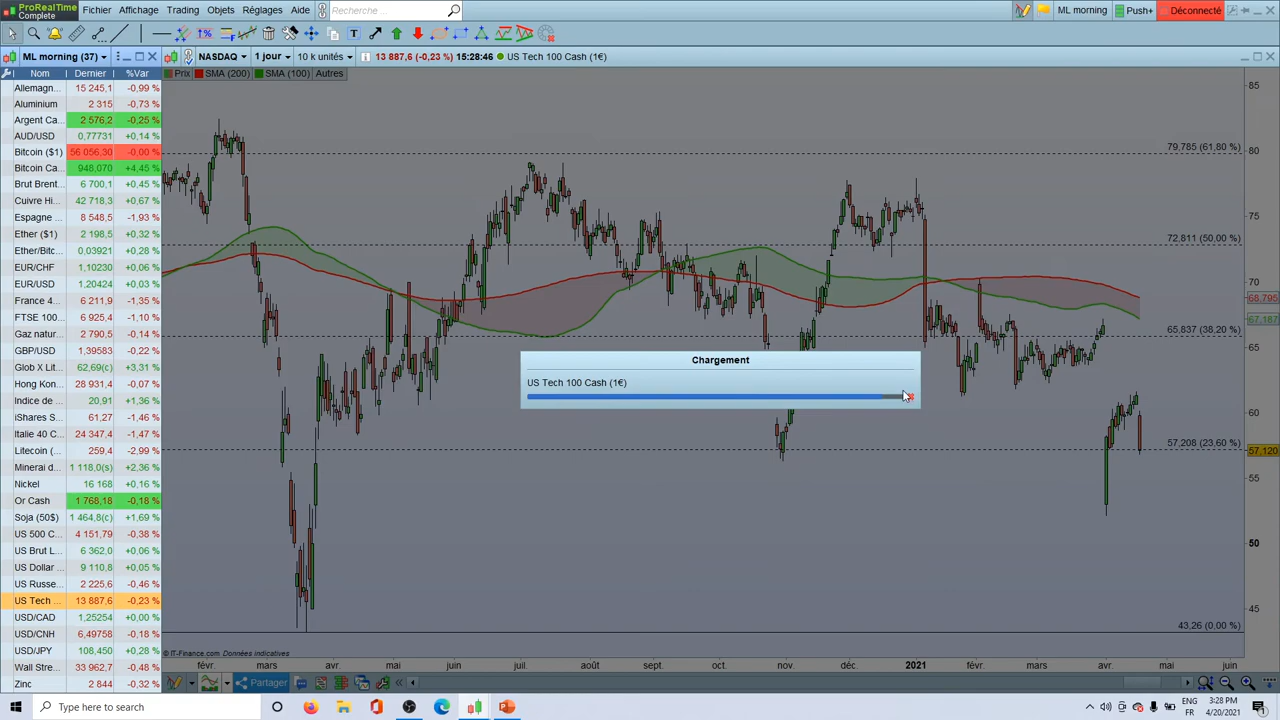 ProRealTime
Complete
Fichier Affichage Trading Objets Réglages Aide Recherche ... ML morning Push+ Déconnecté
T
ML morning (37) NASDAQ 1 jour 10 k unités 13 887,6 (-0,23 %) 15:28:46 US Tech 100 Cash (1€)
Nom Dernier %Var Prix SMA (200) SMA (100) Autres
Allemagn... 15 245,1 -0,99 %
Aluminium 2 315 -0,73 %
Argent Ca... 2 576,2 -0,25 %
AUD/USD 0,77731 +0,14 %
Bitcoin ($1) 56 056,30 -0,00 %
Bitcoin Ca... 948,070 +4,45 %
Brut Brent... 6 700,1 +0,45 %
Cuivre Hi... 42 718,3 +0,67 %
Espagne ... 8 548,5 -1,93 %
Ether ($1) 2 198,5 +0,32 %
Ether/Bitc... 0,03921 +0,28 %
EUR/CHF 1,10230 +0,06 %
EUR/USD 1,20424 +0,03 %
France 4... 6 211,9 -1,35 %
FTSE 100... 6 925,4 -1,10 %
Gaz natur... 2 790,5 -0,14 %
GBP/USD 1,39583 -0,22 %
Glob X Lit... 62,69(c) +3,31 %
Hong Kon... 28 931,4 -0,07 %
Indice de ... 20,91 +1,36 %
iShares S... 61,27 -1,46 %
Italie 40 C... 24 347,4 -1,47 %
Litecoin (... 259,4 -2,99 %
Minerai d... 1 118,0(s) +2,36 %
Nickel 16 168 +0,16 %
Or Cash 1 768,18 -0,18 %
Soja (50$) 1 464,8(c) +1,69 %
US 500 C... 4 151,79 -0,38 %
US Brut L... 6 362,0 +0,06 %
US Dollar ... 9 110,8 +0,05 %
US Russe... 2 225,6 -0,46 %
US Tech ... 13 887,6 -0,23 %
USD/CAD 1,25254 +0,00 %
USD/CNH 6,49758 -0,18 %
USD/JPY 108,450 +0,28 %
Wall Stre... 33 962,7 -0,48 %
Zinc 2 844 -0,32 %
85
79,785 (61,80 %) 80
75
72,811 (50,00 %)
70
68,795
67,187
65,837 (38,20 %) 65
60
57,208 (23,60 %) 57,120
55
50
45
43,26 (0,00 %)
Chargement
US Tech 100 Cash (1€)
© IT-Finance.com Données indicatives
févr. mars avr. mai juin juil. août sept. oct. nov. déc. 2021 févr. mars avr. mai juin
Partager
Type here to search
ENG 3:28 PM
FR 4/20/2021
1